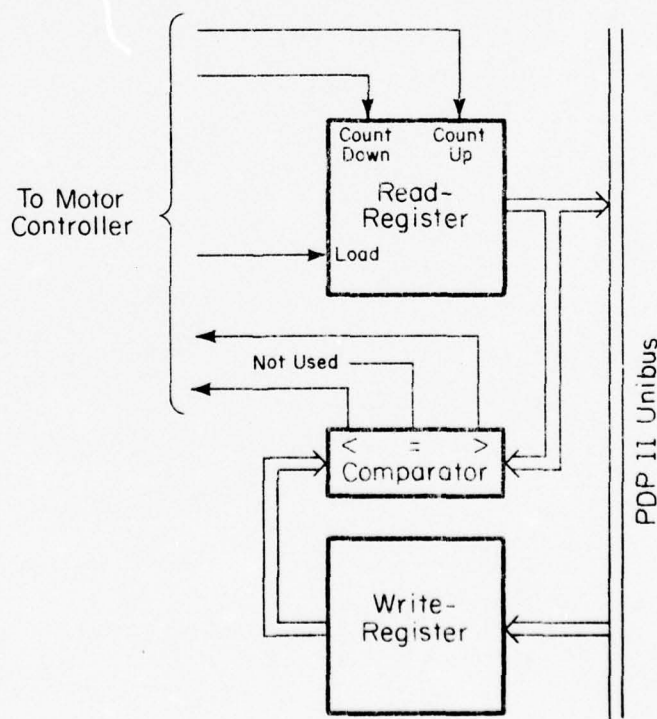 Count Down
Count Up
Read-
Register
To Motor
Controller
Load
Not Used
< = >
Comparator
PDP 11 Unibus
Write-
Register